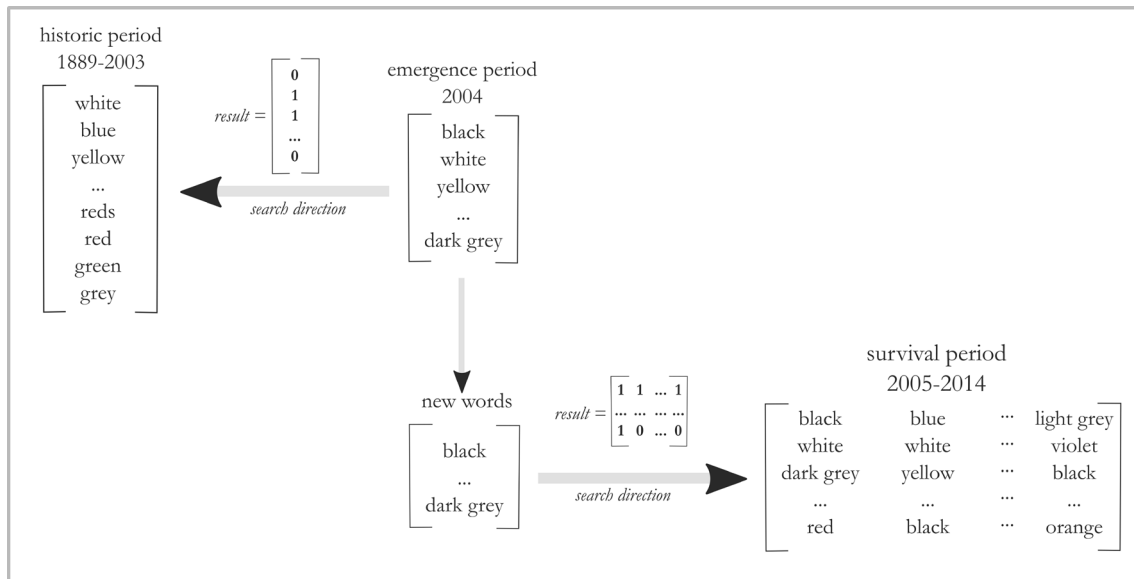 historic period
1889-2003
white
blue
yellow
...
reds
red
green
grey
result =
0
1
1
...
0
search direction
emergence period
2004
black
white
yellow
...
dark grey
new words
black
...
dark grey
result =
1 1 ... 1
... ... ... ...
1 0 ... 0
search direction
survival period
2005-2014
black blue ... light grey
white white ... violet
dark grey yellow ... black
... ... ... ...
red black ... orange